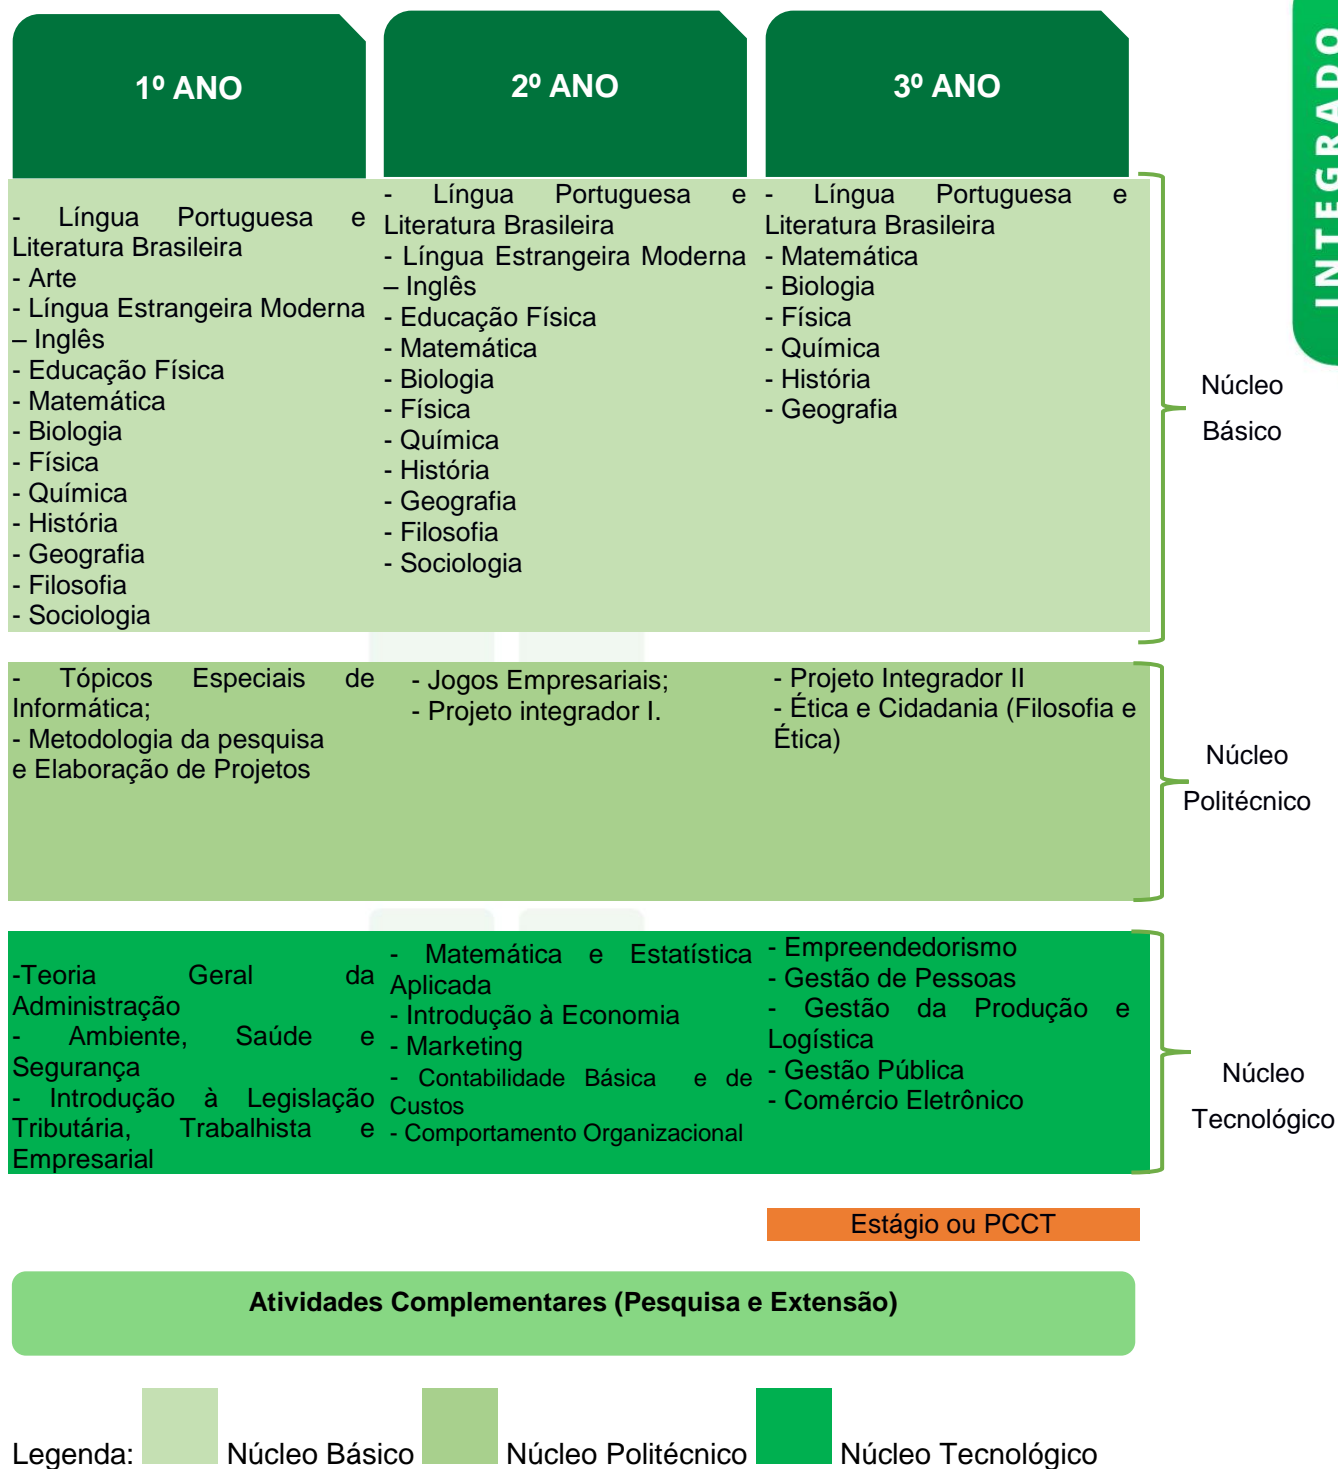 INTEGRADO
1º ANO
2º ANO
3º ANO
- Língua Portuguesa e
Literatura Brasileira
- Arte
- Língua Estrangeira Moderna
– Inglês
- Educação Física
- Matemática
- Biologia
- Física
- Química
- História
- Geografia
- Filosofia
- Sociologia
- Língua Portuguesa e
Literatura Brasileira
- Língua Estrangeira Moderna
– Inglês
- Educação Física
- Matemática
- Biologia
- Física
- Química
- História
- Geografia
- Filosofia
- Sociologia
- Língua Portuguesa e
Literatura Brasileira
- Matemática
- Biologia
- Física
- Química
- História
- Geografia
Núcleo
Básico
- Tópicos Especiais de
Informática;
- Metodologia da pesquisa
e Elaboração de Projetos
- Jogos Empresariais;
- Projeto integrador I.
- Projeto Integrador II
- Ética e Cidadania (Filosofia e
Ética)
Núcleo
Politécnico
-Teoria Geral da
Administração
- Ambiente, Saúde e
Segurança
- Introdução à Legislação
Tributária, Trabalhista e
Empresarial
- Matemática e Estatística
Aplicada
- Introdução à Economia
- Marketing
- Contabilidade Básica e de
Custos
- Comportamento Organizacional
- Empreendedorismo
- Gestão de Pessoas
- Gestão da Produção e
Logística
- Gestão Pública
- Comércio Eletrônico
Núcleo
Tecnológico
Estágio ou PCCT
Atividades Complementares (Pesquisa e Extensão)
Legenda: Núcleo Básico Núcleo Politécnico Núcleo Tecnológico